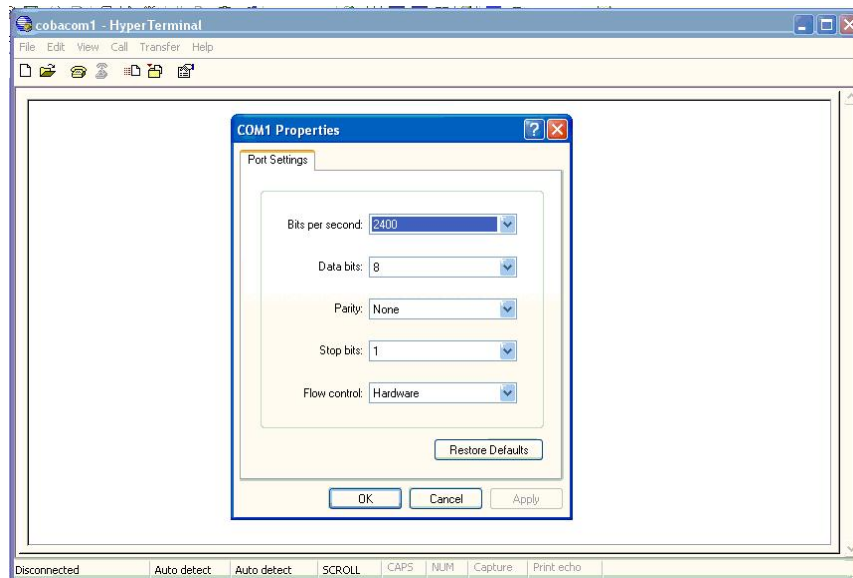 cobacom1 - HyperTerminal
File Edit View Call Transfer Help
COM1 Properties
Port Settings
Bits per second: 2400
Data bits: 8
Parity: None
Stop bits: 1
Flow control: Hardware
Restore Defaults
OK Cancel Apply
Disconnected Auto detect Auto detect SCROLL CAPS NUM Capture Print echo